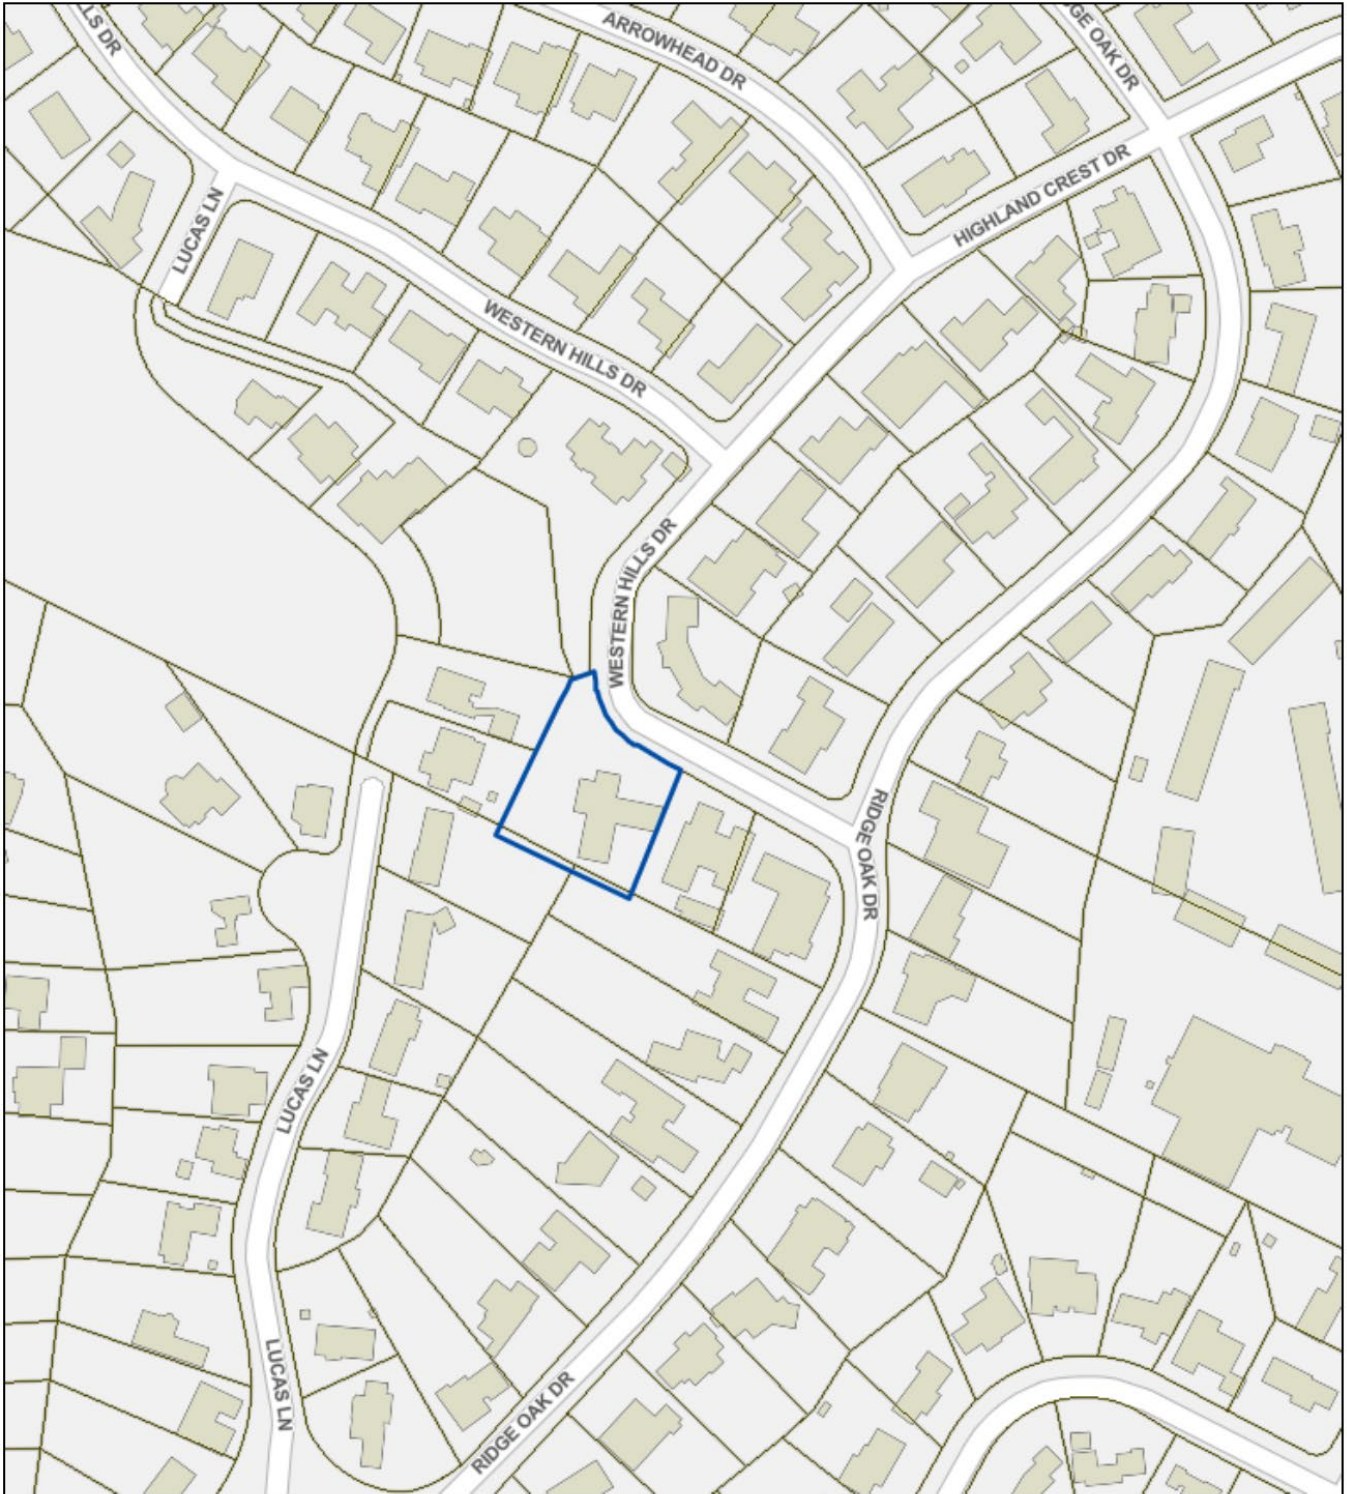 LLS DR
ARROWHEAD DR
GE OAK DR
HIGHLAND CREST DR
LUCAS LN
WESTERN HILLS DR
WESTERN HILLS DR
RIDGE OAK DR
LUCAS LN
LUCAS LN
RIDGE OAK DR